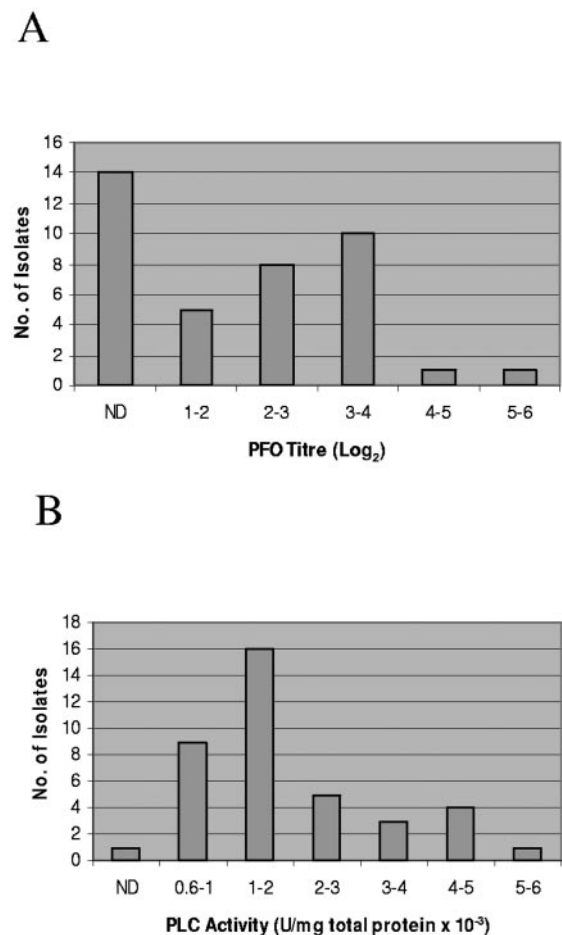 A
16
14
12
10
8
6
4
2
0
No. of Isolates
ND 1-2 2-3 3-4 4-5 5-6
PFO Titre (Log₂)
B
18
16
14
12
10
8
6
4
2
0
No. of Isolates
ND 0.6-1 1-2 2-3 3-4 4-5 5-6
PLC Activity (U/mg total protein x 10⁻³)